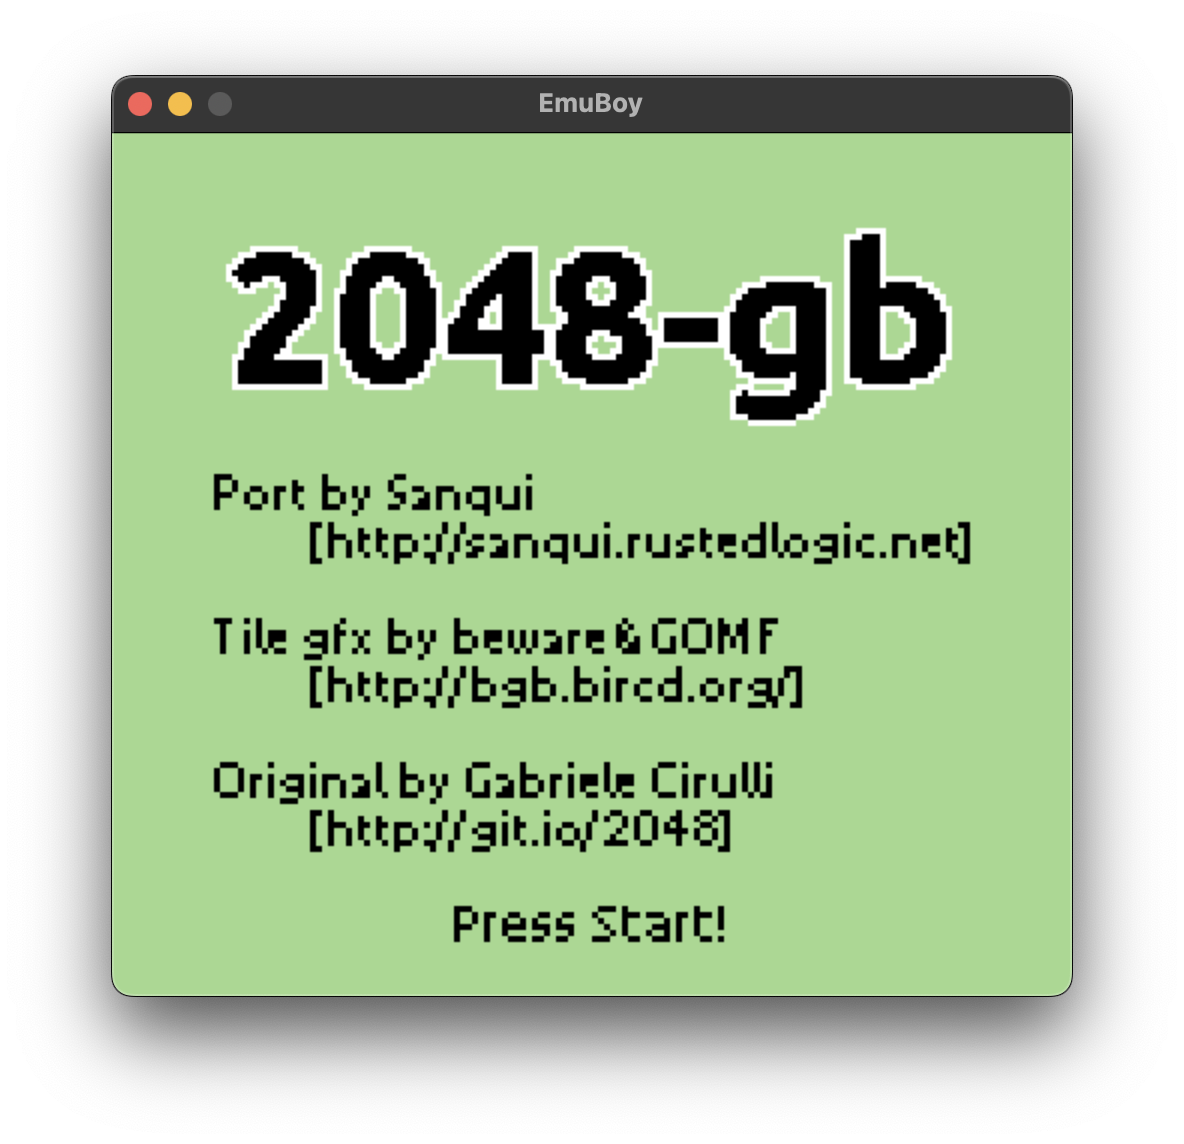 EmuBoy
2048-gb
Port by Sanqui
[http://sanqui.rustedlogic.net]
Tile gfx by beware & GOMF
[http://bgb.bircd.org/]
Original by Gabriele Cirulli
[http://git.io/2048]
Press Start!